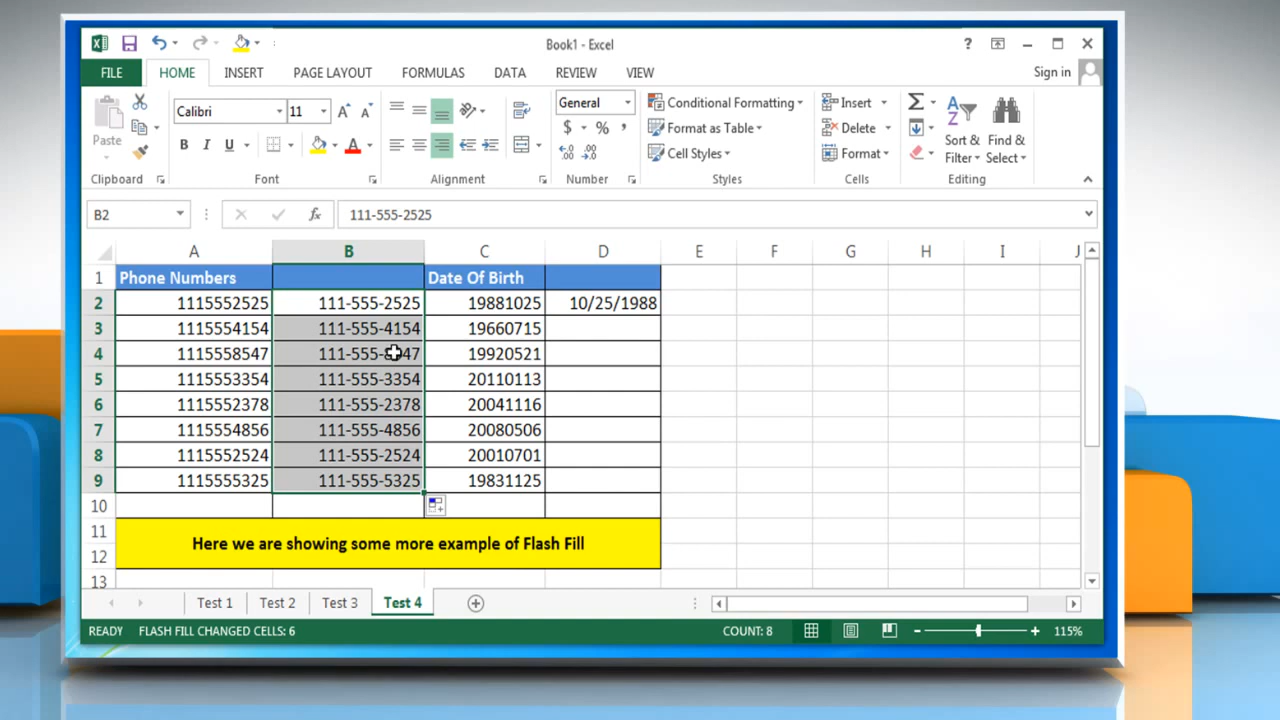 Book1 - Excel
?
FILE HOME INSERT PAGE LAYOUT FORMULAS DATA REVIEW VIEW Sign in
Paste Calibri 11 A A General Conditional Formatting Insert Σ A Z
B I U A $ % , Format as Table Delete Sort & Filter Find & Select
.00 .0 Cell Styles Format
Clipboard Font Alignment Number Styles Cells Editing
B2 fx 111-555-2525
A B C D E F G H I J
1 Phone Numbers Date Of Birth
2 1115552525 111-555-2525 19881025 10/25/1988
3 1115554154 111-555-4154 19660715
4 1115558547 111-555- 47 19920521
5 1115553354 111-555-3354 20110113
6 1115552378 111-555-2378 20041116
7 1115554856 111-555-4856 20080506
8 1115552524 111-555-2524 20010701
9 1115555325 111-555-5325 19831125
10
11
Here we are showing some more example of Flash Fill
12
13
Test 1 Test 2 Test 3 Test 4
READY FLASH FILL CHANGED CELLS: 6 COUNT: 8 115%